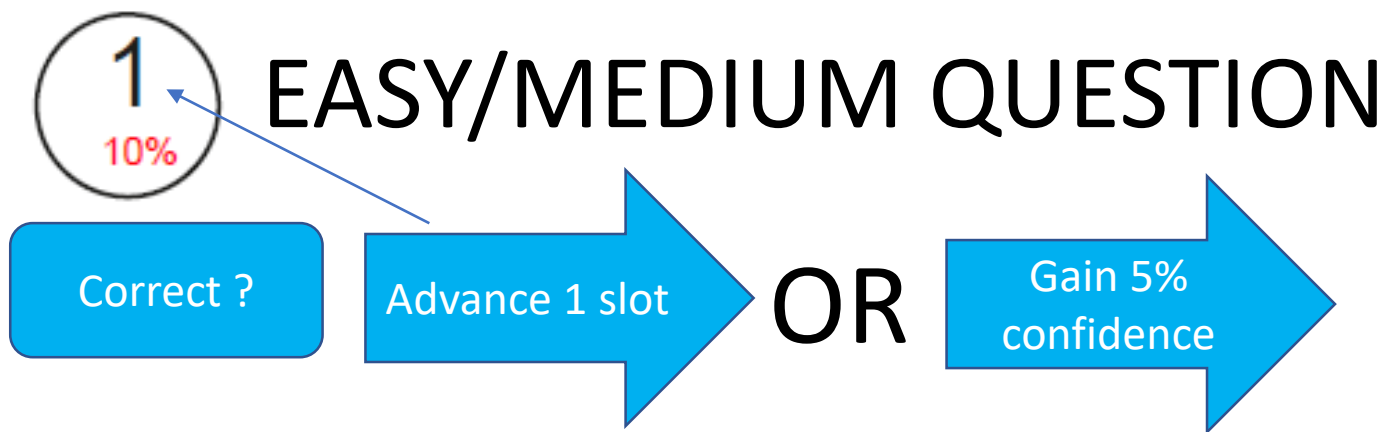 1
10%
EASY/MEDIUM QUESTION
Correct ?
Advance 1 slot
OR
Gain 5%
confidence